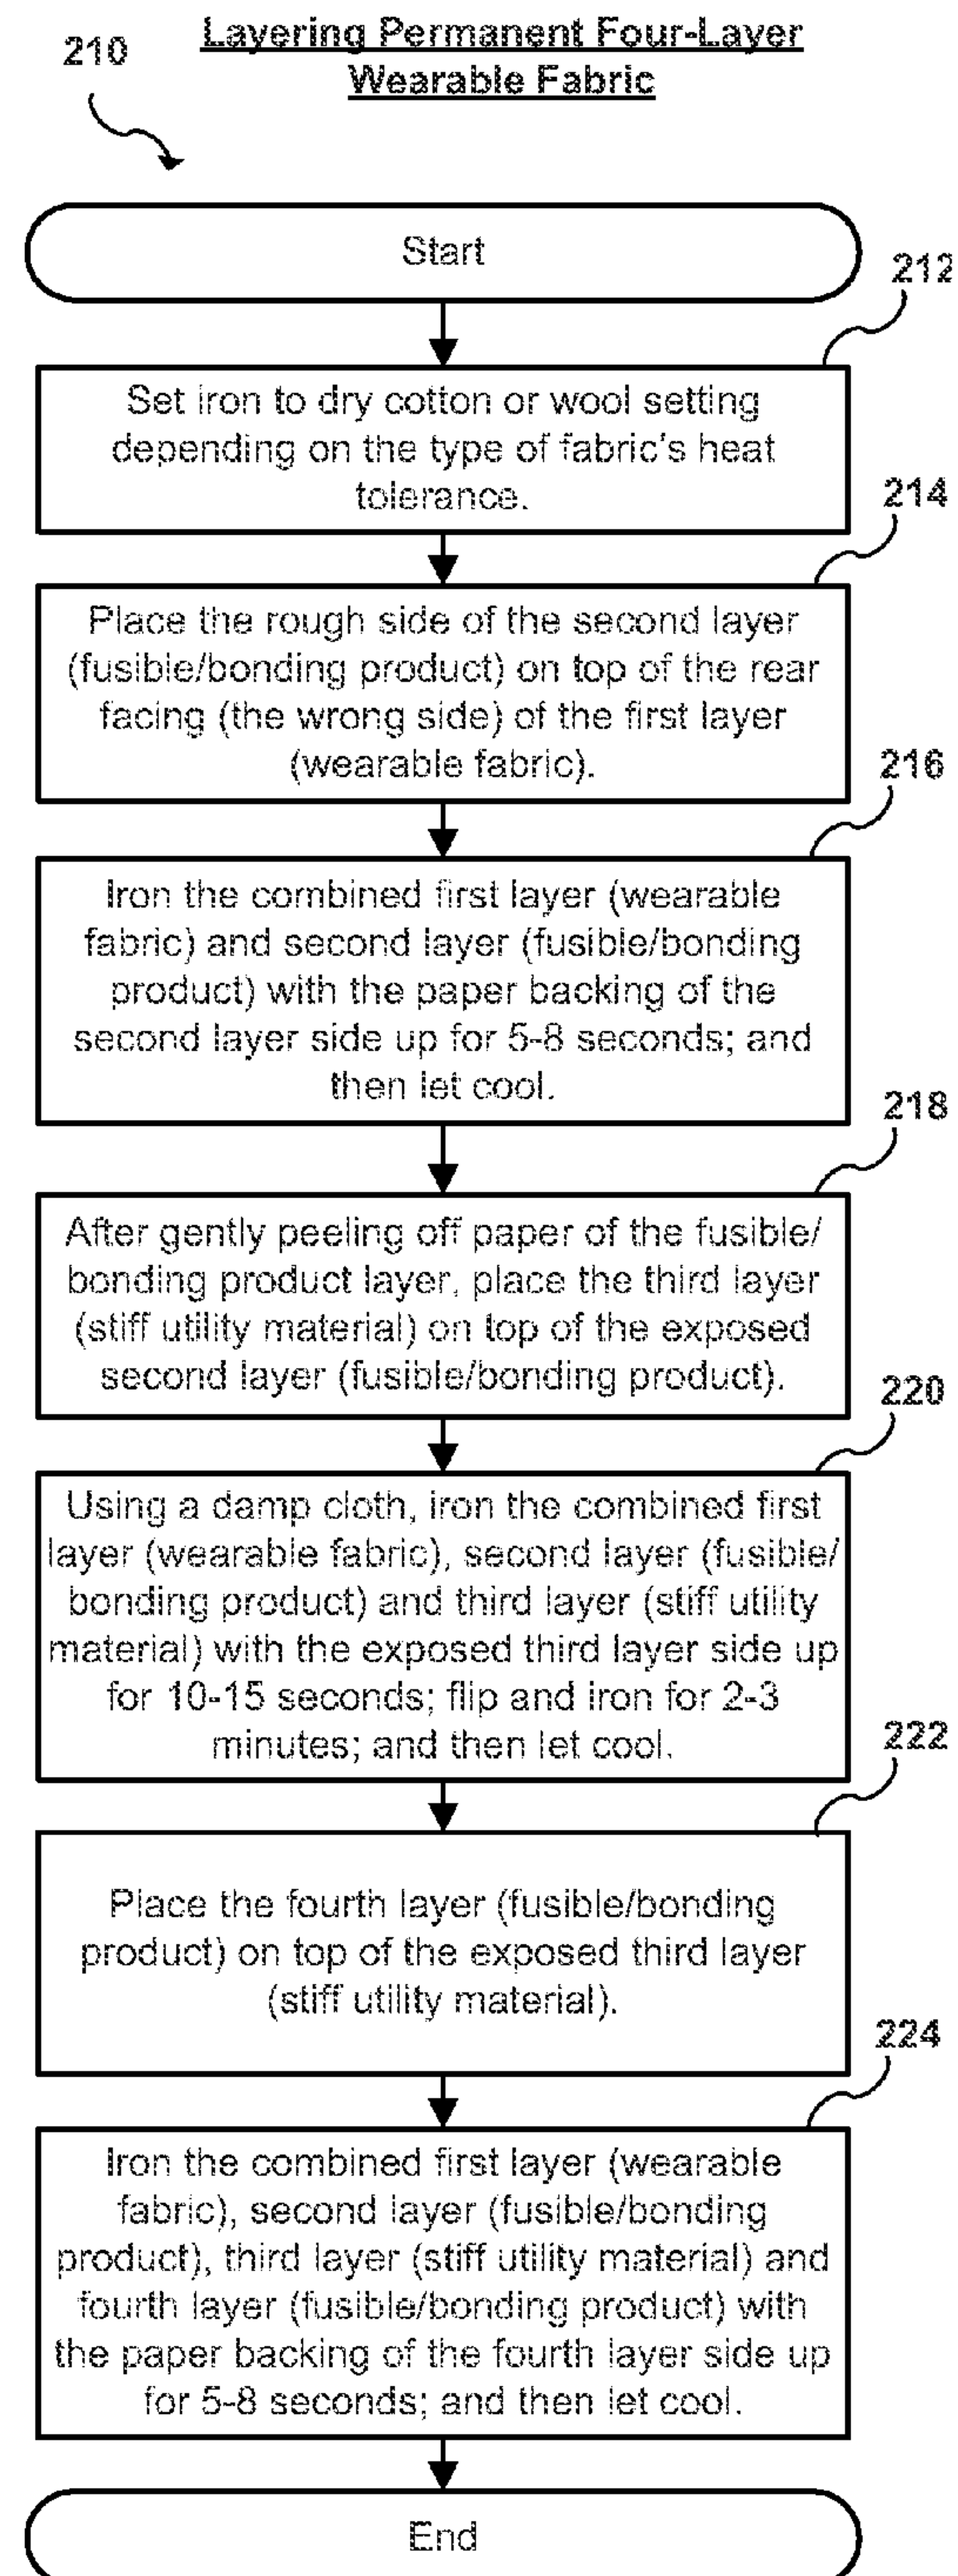 210
Layering Permanent Four-Layer
Wearable Fabric
Start
212
Set iron to dry cotton or wool setting
depending on the type of fabric's heat
tolerance.
214
Place the rough side of the second layer
(fusible/bonding product) on top of the rear
facing (the wrong side) of the first layer
(wearable fabric).
216
Iron the combined first layer (wearable
fabric) and second layer (fusible/bonding
product) with the paper backing of the
second layer side up for 5-8 seconds; and
then let cool.
218
After gently peeling off paper of the fusible/
bonding product layer, place the third layer
(stiff utility material) on top of the exposed
second layer (fusible/bonding product).
220
Using a damp cloth, iron the combined first
layer (wearable fabric), second layer (fusible/
bonding product) and third layer (stiff utility
material) with the exposed third layer side up
for 10-15 seconds; flip and iron for 2-3
minutes; and then let cool.
222
Place the fourth layer (fusible/bonding
product) on top of the exposed third layer
(stiff utility material).
224
Iron the combined first layer (wearable
fabric), second layer (fusible/bonding
product), third layer (stiff utility material) and
fourth layer (fusible/bonding product) with
the paper backing of the fourth layer side up
for 5-8 seconds; and then let cool.
End